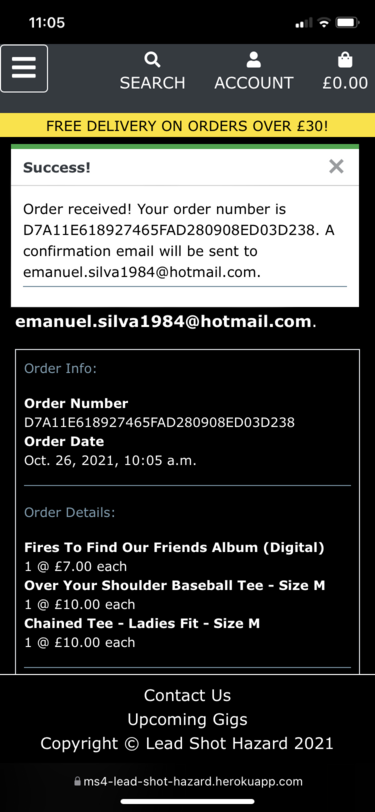 11:05
SEARCH ACCOUNT £0.00
FREE DELIVERY ON ORDERS OVER £30!
Success!
Order received! Your order number is
D7A11E618927465FAD280908ED03D238. A
confirmation email will be sent to
emanuel.silva1984@hotmail.com.
emanuel.silva1984@hotmail.com.
Order Info:
Order Number
D7A11E618927465FAD280908ED03D238
Order Date
Oct. 26, 2021, 10:05 a.m.
Order Details:
Fires To Find Our Friends Album (Digital)
1 @ £7.00 each
Over Your Shoulder Baseball Tee - Size M
1 @ £10.00 each
Chained Tee - Ladies Fit - Size M
1 @ £10.00 each
Contact Us
Upcoming Gigs
Copyright © Lead Shot Hazard 2021
ms4-lead-shot-hazard.herokuapp.com